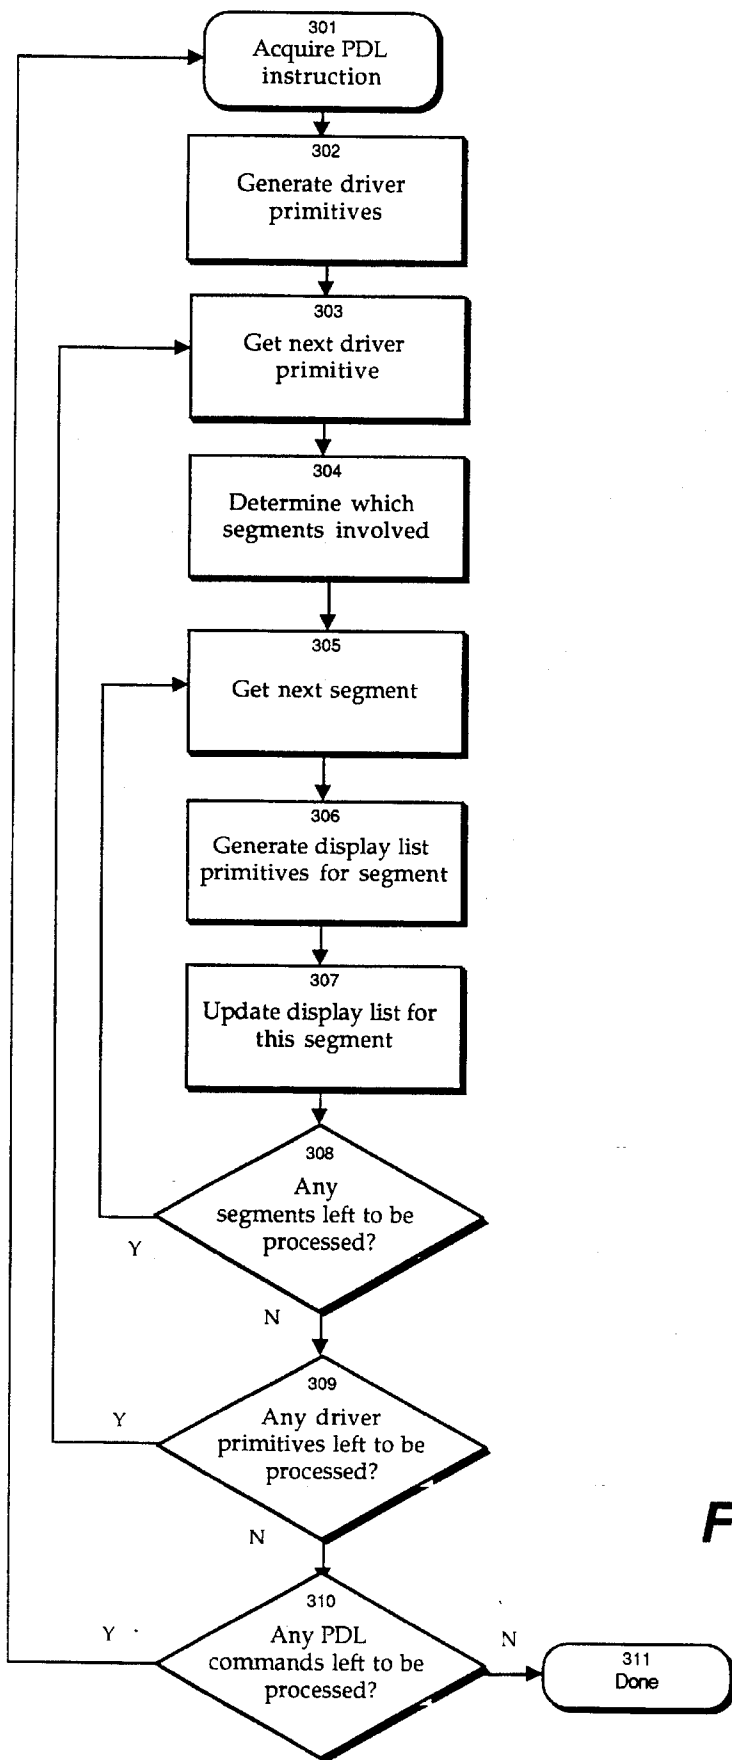 301
Acquire PDL
instruction
302
Generate driver
primitives
303
Get next driver
primitive
304
Determine which
segments involved
305
Get next segment
306
Generate display list
primitives for segment
307
Update display list for
this segment
308
Any
segments left to be
processed?
Y
N
309
Any driver
primitives left to be
processed?
Y
N
310
Any PDL
commands left to be
processed?
Y
N
311
Done
F